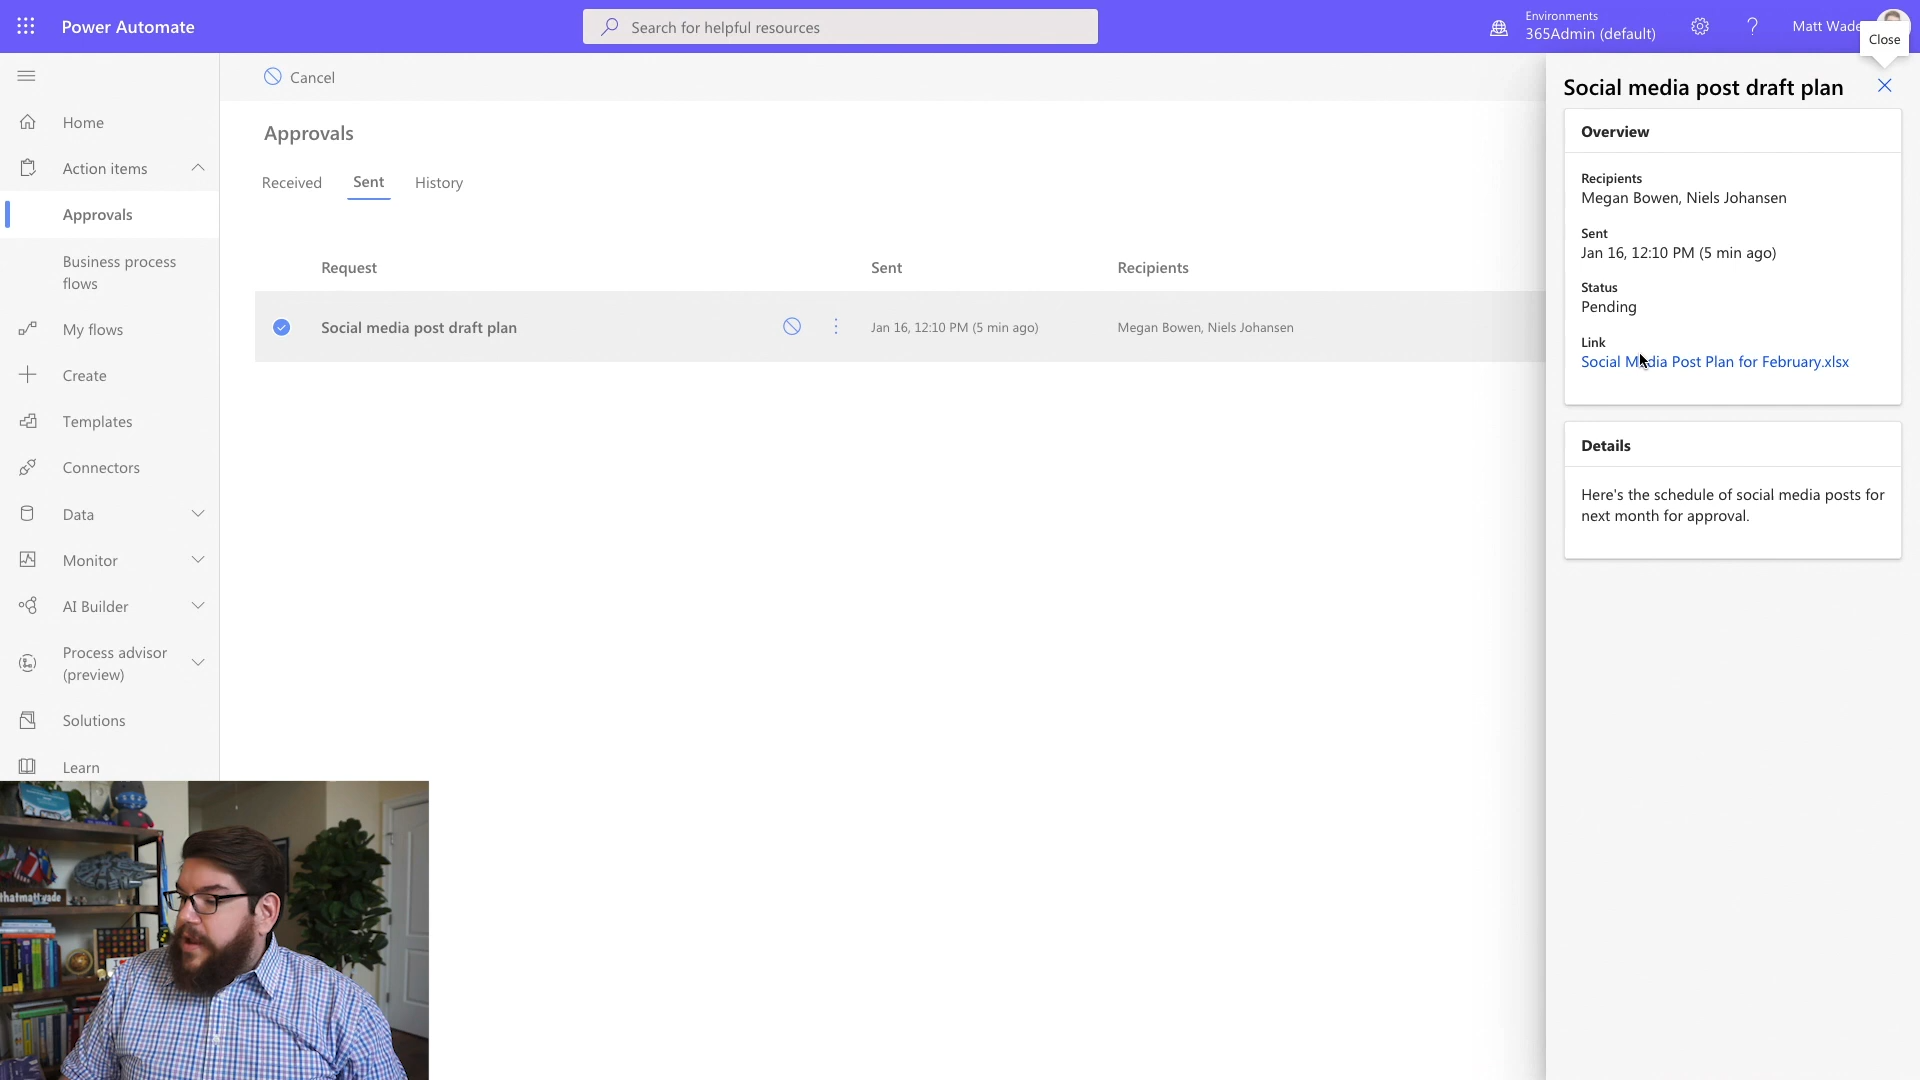 Power Automate
Search for helpful resources
Environments
365Admin (default)
Matt Wade
Close
Cancel
Home
Action items
Approvals
Business process
flows
My flows
Create
Templates
Connectors
Data
Monitor
AI Builder
Process advisor
(preview)
Solutions
Learn
Approvals
Received
Sent
History
Request
Sent
Recipients
Social media post draft plan
Jan 16, 12:10 PM (5 min ago)
Megan Bowen, Niels Johansen
Social media post draft plan
Overview
Recipients
Megan Bowen, Niels Johansen
Sent
Jan 16, 12:10 PM (5 min ago)
Status
Pending
Link
Social Media Post Plan for February.xlsx
Details
Here's the schedule of social media posts for
next month for approval.
thatmattwade